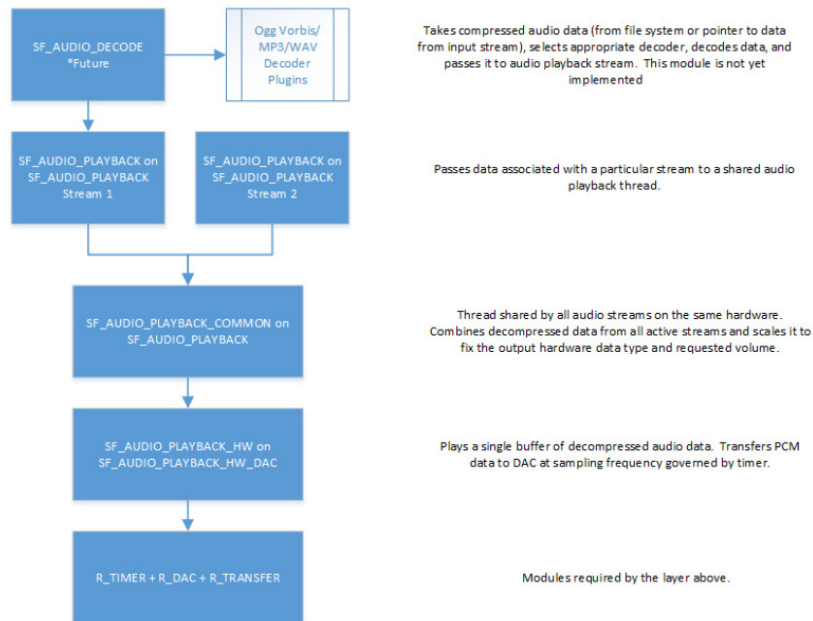 SF_AUDIO_DECODE
*Future
Ogg Vorbis/
MP3/WAV
Decoder
Plugins
Takes compressed audio data (from file system or pointer to data
from input stream), selects appropriate decoder, decodes data, and
passes it to audio playback stream. This module is not yet
implemented
SF_AUDIO_PLAYBACK on
SF_AUDIO_PLAYBACK
Stream 1
SF_AUDIO_PLAYBACK on
SF_AUDIO_PLAYBACK
Stream 2
Passes data associated with a particular stream to a shared audio
playback thread.
SF_AUDIO_PLAYBACK_COMMON on
SF_AUDIO_PLAYBACK
Thread shared by all audio streams on the same hardware.
Combines decompressed data from all active streams and scales it to
fix the output hardware data type and requested volume.
SF_AUDIO_PLAYBACK_HW on
SF_AUDIO_PLAYBACK_HW_DAC
Plays a single buffer of decompressed audio data. Transfers PCM
data to DAC at sampling frequency governed by timer.
R_TIMER + R_DAC + R_TRANSFER
Modules required by the layer above.